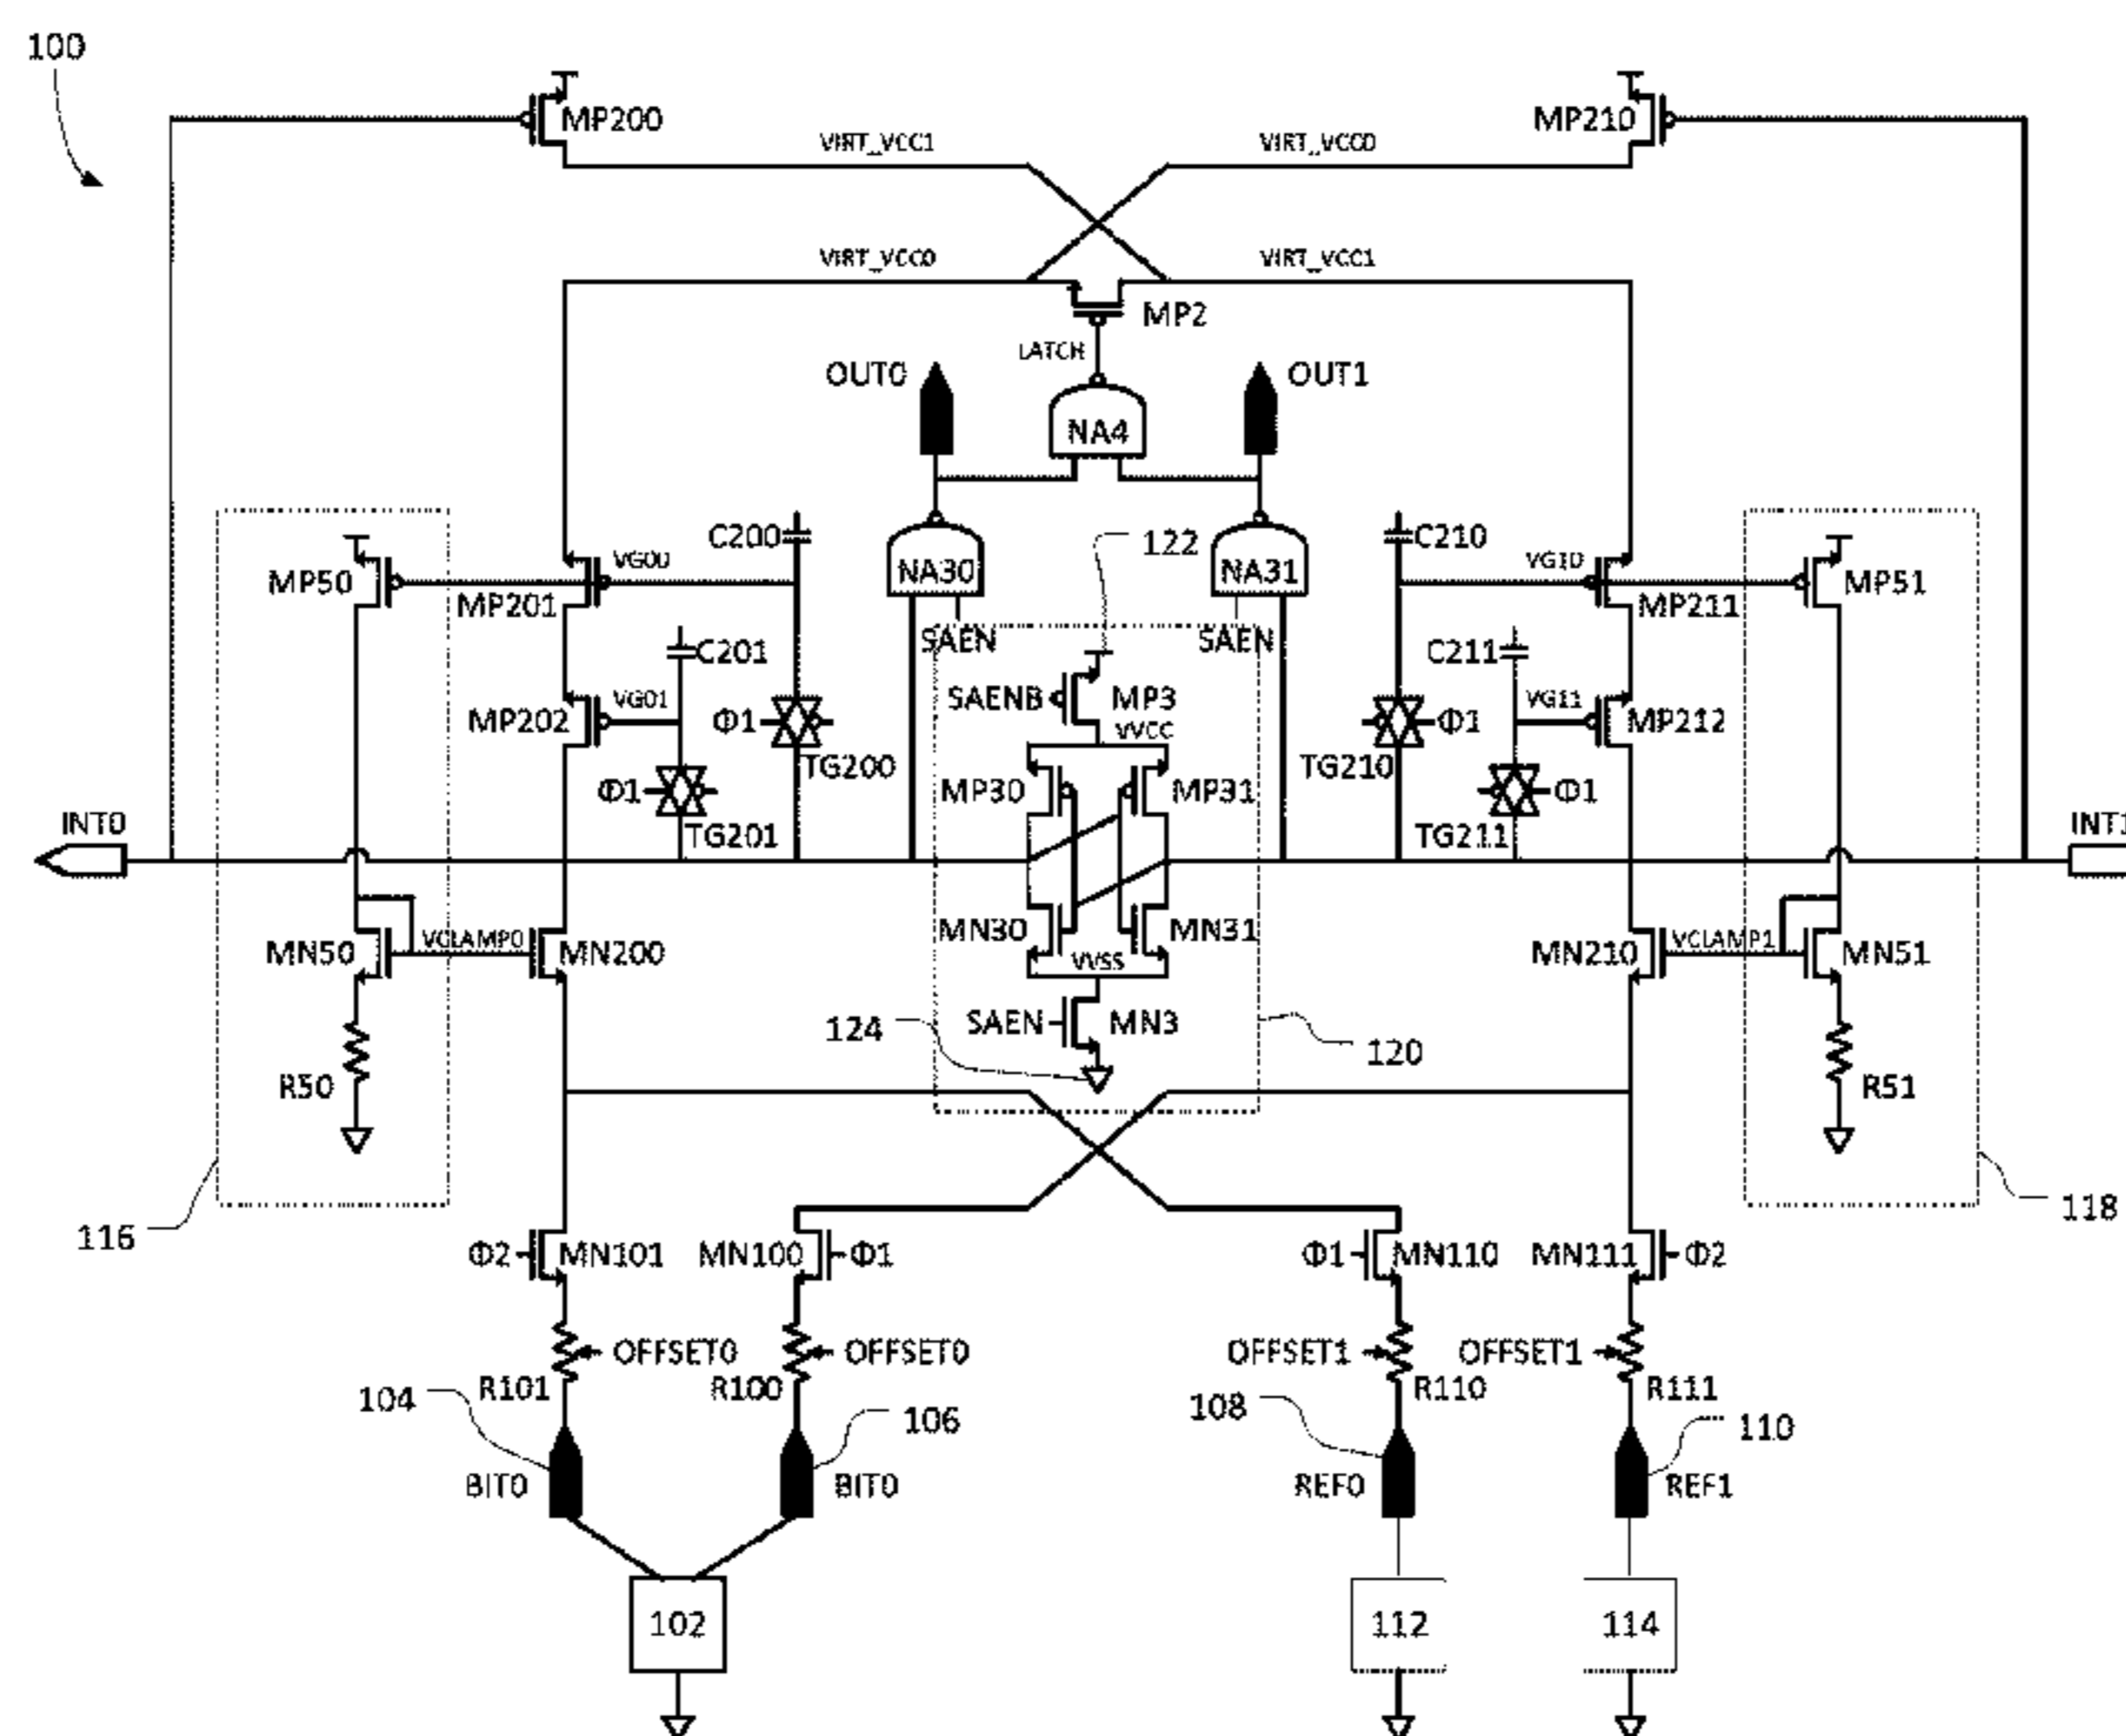 100
MP200
MP210
VIRT_VCC1
VIRT_VCC0
VIRT_VCC0
VIRT_VCC1
MP2
LATCH
OUT0
OUT1
NA4
C200
122
C210
MP50
VG00
NA30
NA31
VG10
MP51
MP201
MP211
SAEN
SAEN
C201
C211
SAENB
MP3
MP202
VG01
Φ1
Φ1
VG11
MP212
VVCC
TG200
TG210
Φ1
MP30
MP31
Φ1
INT0
TG201
TG211
INT1
MN50
VCLAMP0
MN200
MN30
MN31
MN210
VCLAMP1
MN51
VVSS
124
SAEN
MN3
120
R50
R51
116
118
Φ2
MN101
MN100
Φ1
Φ1
MN110
MN111
Φ2
OFFSET0
OFFSET0
OFFSET1
OFFSET1
R101
R100
R110
R111
104
106
108
110
BIT0
BIT0
REF0
REF1
102
112
114